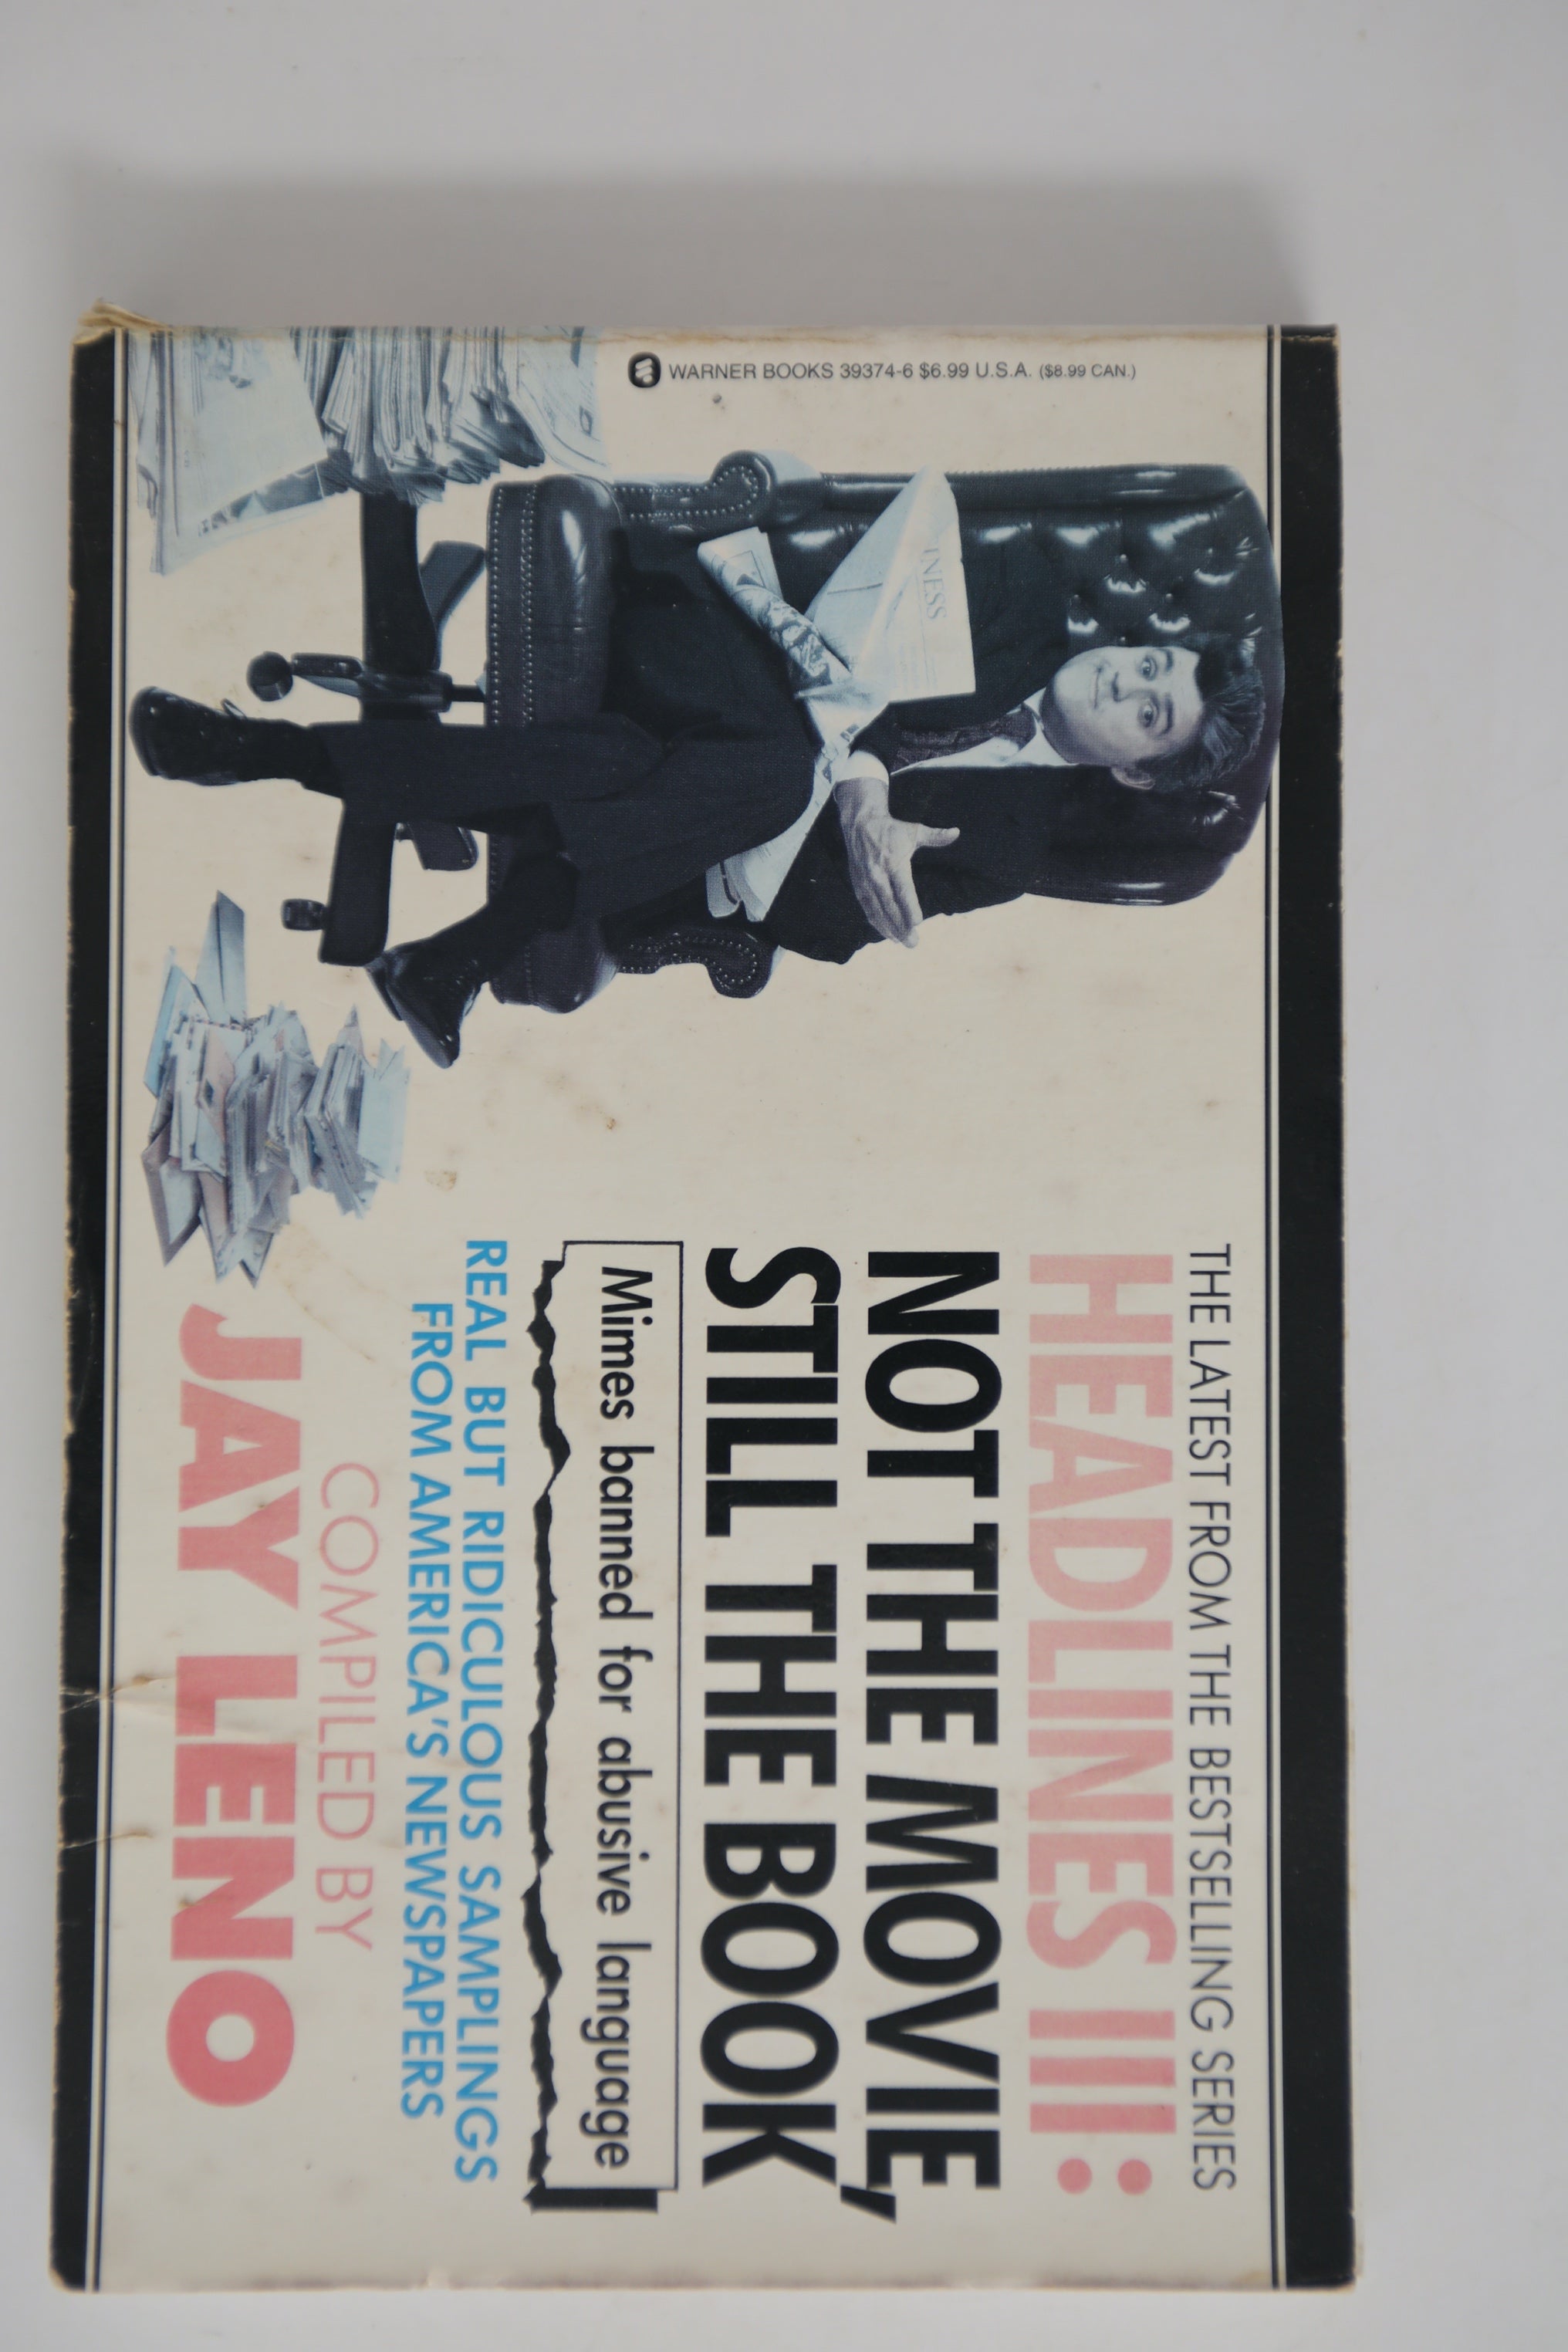 WARNER BOOKS 39374-6 $6.99 U.S.A. ($8.99 CAN.)
INESS
THE LATEST FROM THE BESTSELLING SERIES
HEADLINES III:
NOT THE MOVIE,
STILL THE BOOK
Mimes banned for abusive language
REAL BUT RIDICULOUS SAMPLINGS
FROM AMERICA'S NEWSPAPERS
COMPILED BY
JAY LENO